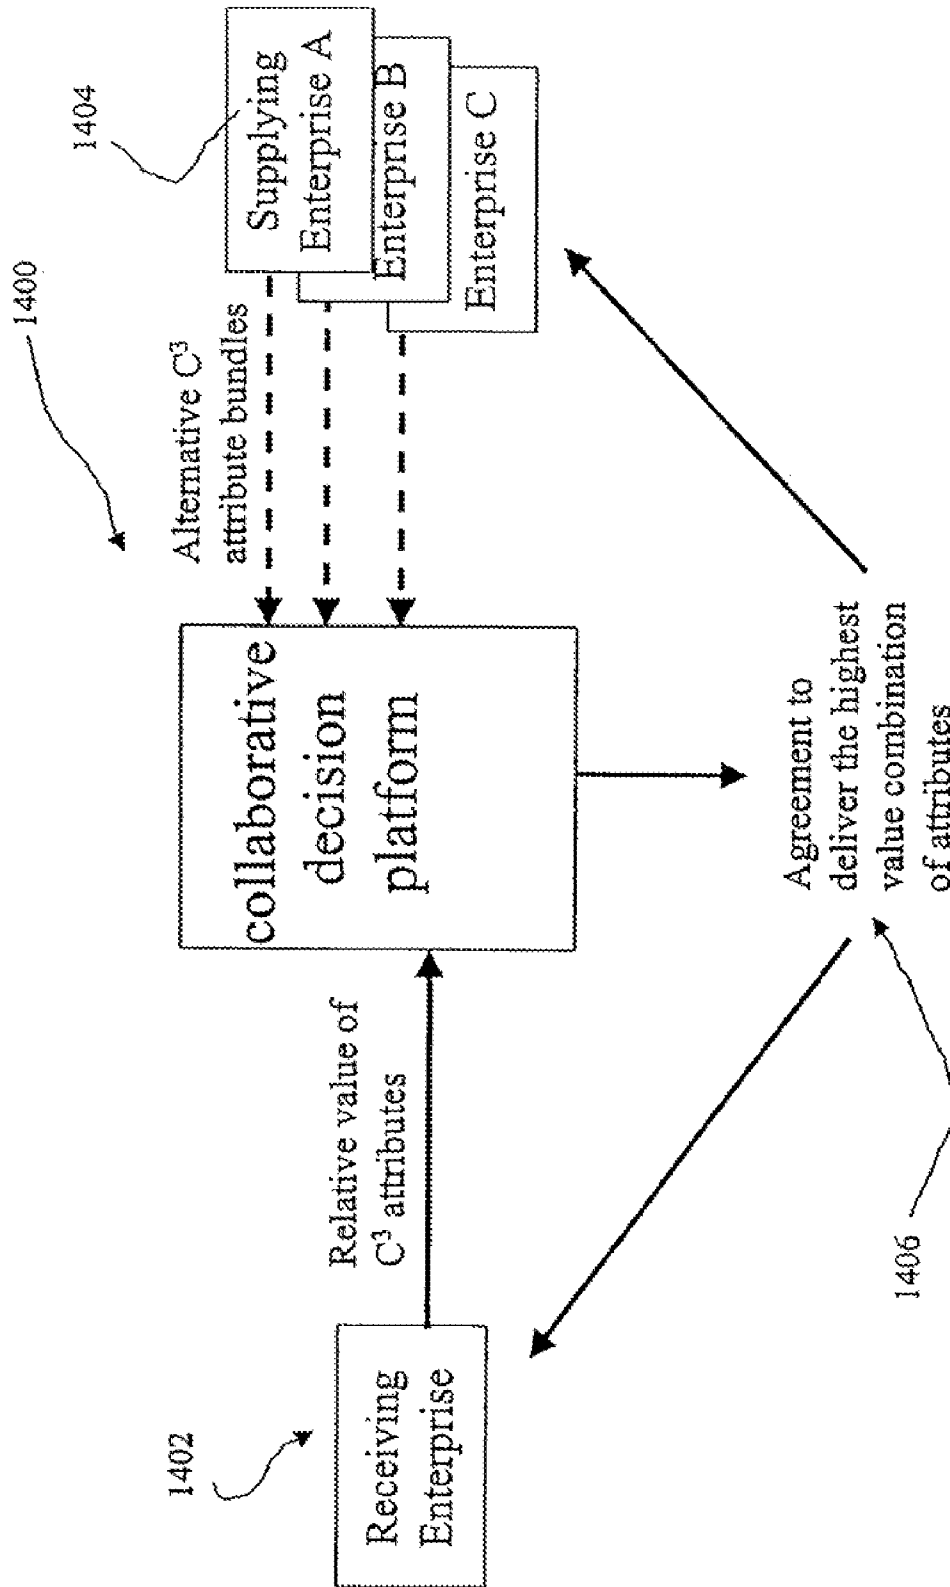 1400
1404
Supplying
Enterprise A
Enterprise B
Enterprise C
Alternative C³
attribute bundles
collaborative
decision
platform
Relative value of
C³ attributes
1402
Receiving
Enterprise
Agreement to
deliver the highest
value combination
of attributes
1406